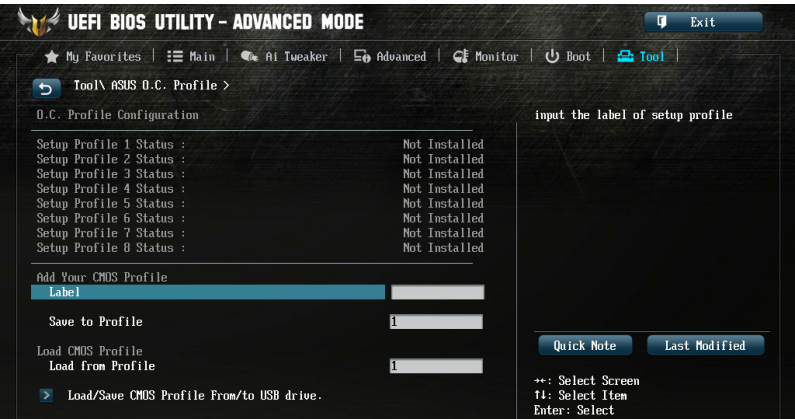 UEFI BIOS UTILITY - ADVANCED MODE
Exit
My Favorites | Main | Ai Tweaker | Advanced | Monitor | Boot | Tool |
Tool\ ASUS O.C. Profile >
O.C. Profile Configuration
input the label of setup profile
Setup Profile 1 Status : Not Installed
Setup Profile 2 Status : Not Installed
Setup Profile 3 Status : Not Installed
Setup Profile 4 Status : Not Installed
Setup Profile 5 Status : Not Installed
Setup Profile 6 Status : Not Installed
Setup Profile 7 Status : Not Installed
Setup Profile 8 Status : Not Installed
Add Your CMOS Profile
Label
Save to Profile 1
Load CMOS Profile
Load from Profile 1
> Load/Save CMOS Profile From/to USB drive.
Quick Note Last Modified
→←: Select Screen
↑↓: Select Item
Enter: Select